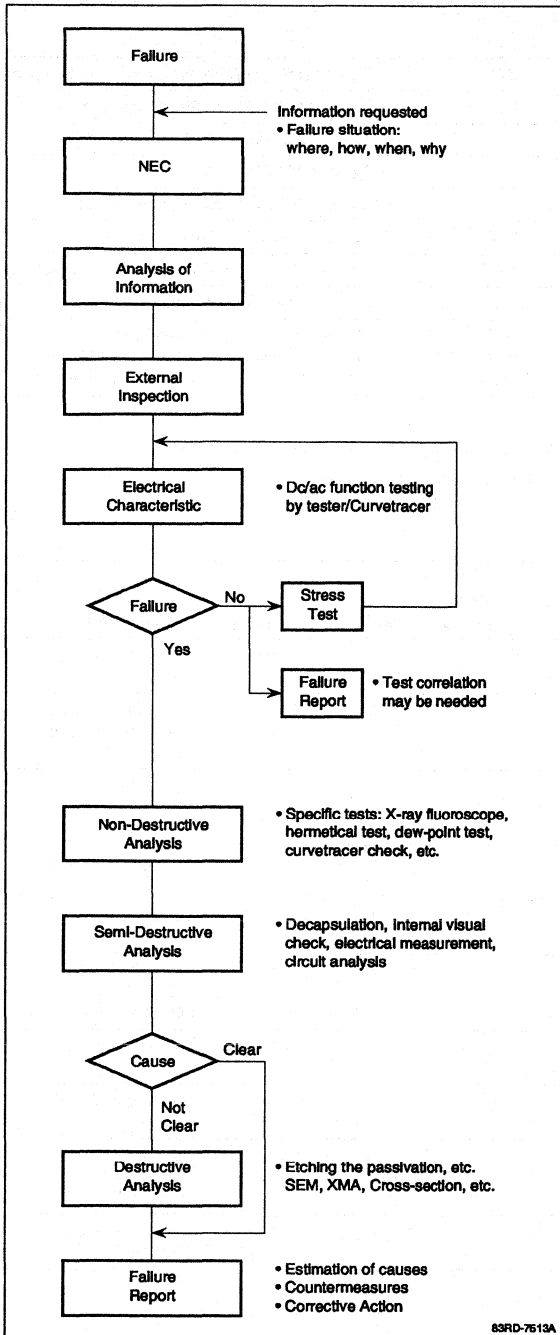 Failure
Information requested
• Failure situation:
where, how, when, why
NEC
Analysis of
Information
External
Inspection
Electrical
Characteristic
• Dc/ac function testing
by tester/Curvetracer
Failure
No
Yes
Stress
Test
Failure
Report
• Test correlation
may be needed
Non-Destructive
Analysis
• Specific tests: X-ray fluoroscope,
hermetical test, dew-point test,
curvetracer check, etc.
Semi-Destructive
Analysis
• Decapsulation, internal visual
check, electrical measurement,
circuit analysis
Cause
Clear
Not
Clear
Destructive
Analysis
• Etching the passivation, etc.
SEM, XMA, Cross-section, etc.
Failure
Report
• Estimation of causes
• Countermeasures
• Corrective Action
83RD-7513A